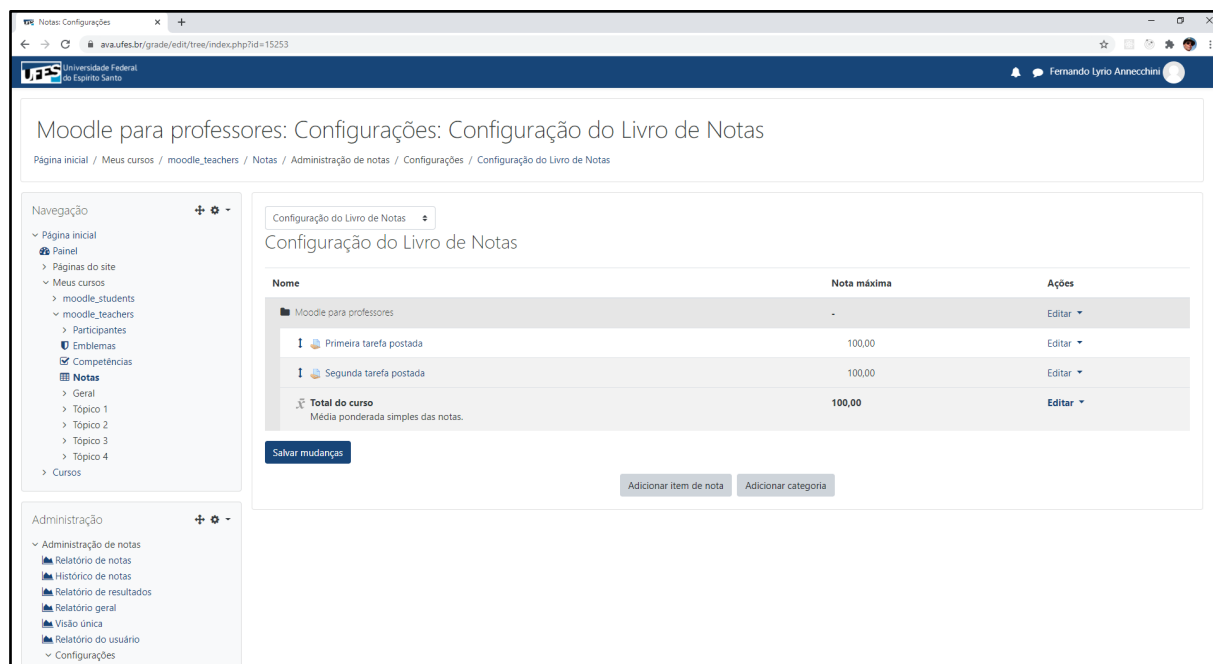 Notas: Configurações
ava.ufes.br/grade/edit/tree/index.php?id=15253
UFES Universidade Federal
do Espírito Santo
Fernando Lyrio Annecchini
Moodle para professores: Configurações: Configuração do Livro de Notas
Página inicial / Meus cursos / moodle_teachers / Notas / Administração de notas / Configurações / Configuração do Livro de Notas
Navegação
Página inicial
Painel
Páginas do site
Meus cursos
moodle_students
moodle_teachers
Participantes
Emblemas
Competências
Notas
Geral
Tópico 1
Tópico 2
Tópico 3
Tópico 4
Cursos
Administração
Administração de notas
Relatório de notas
Histórico de notas
Relatório de resultados
Relatório geral
Visão única
Relatório do usuário
Configurações
Configuração do Livro de Notas
Configuração do Livro de Notas
Nome Nota máxima Ações
Moodle para professores - Editar
Primeira tarefa postada 100,00 Editar
Segunda tarefa postada 100,00 Editar
Total do curso 100,00 Editar
Média ponderada simples das notas.
Salvar mudanças
Adicionar item de nota Adicionar categoria